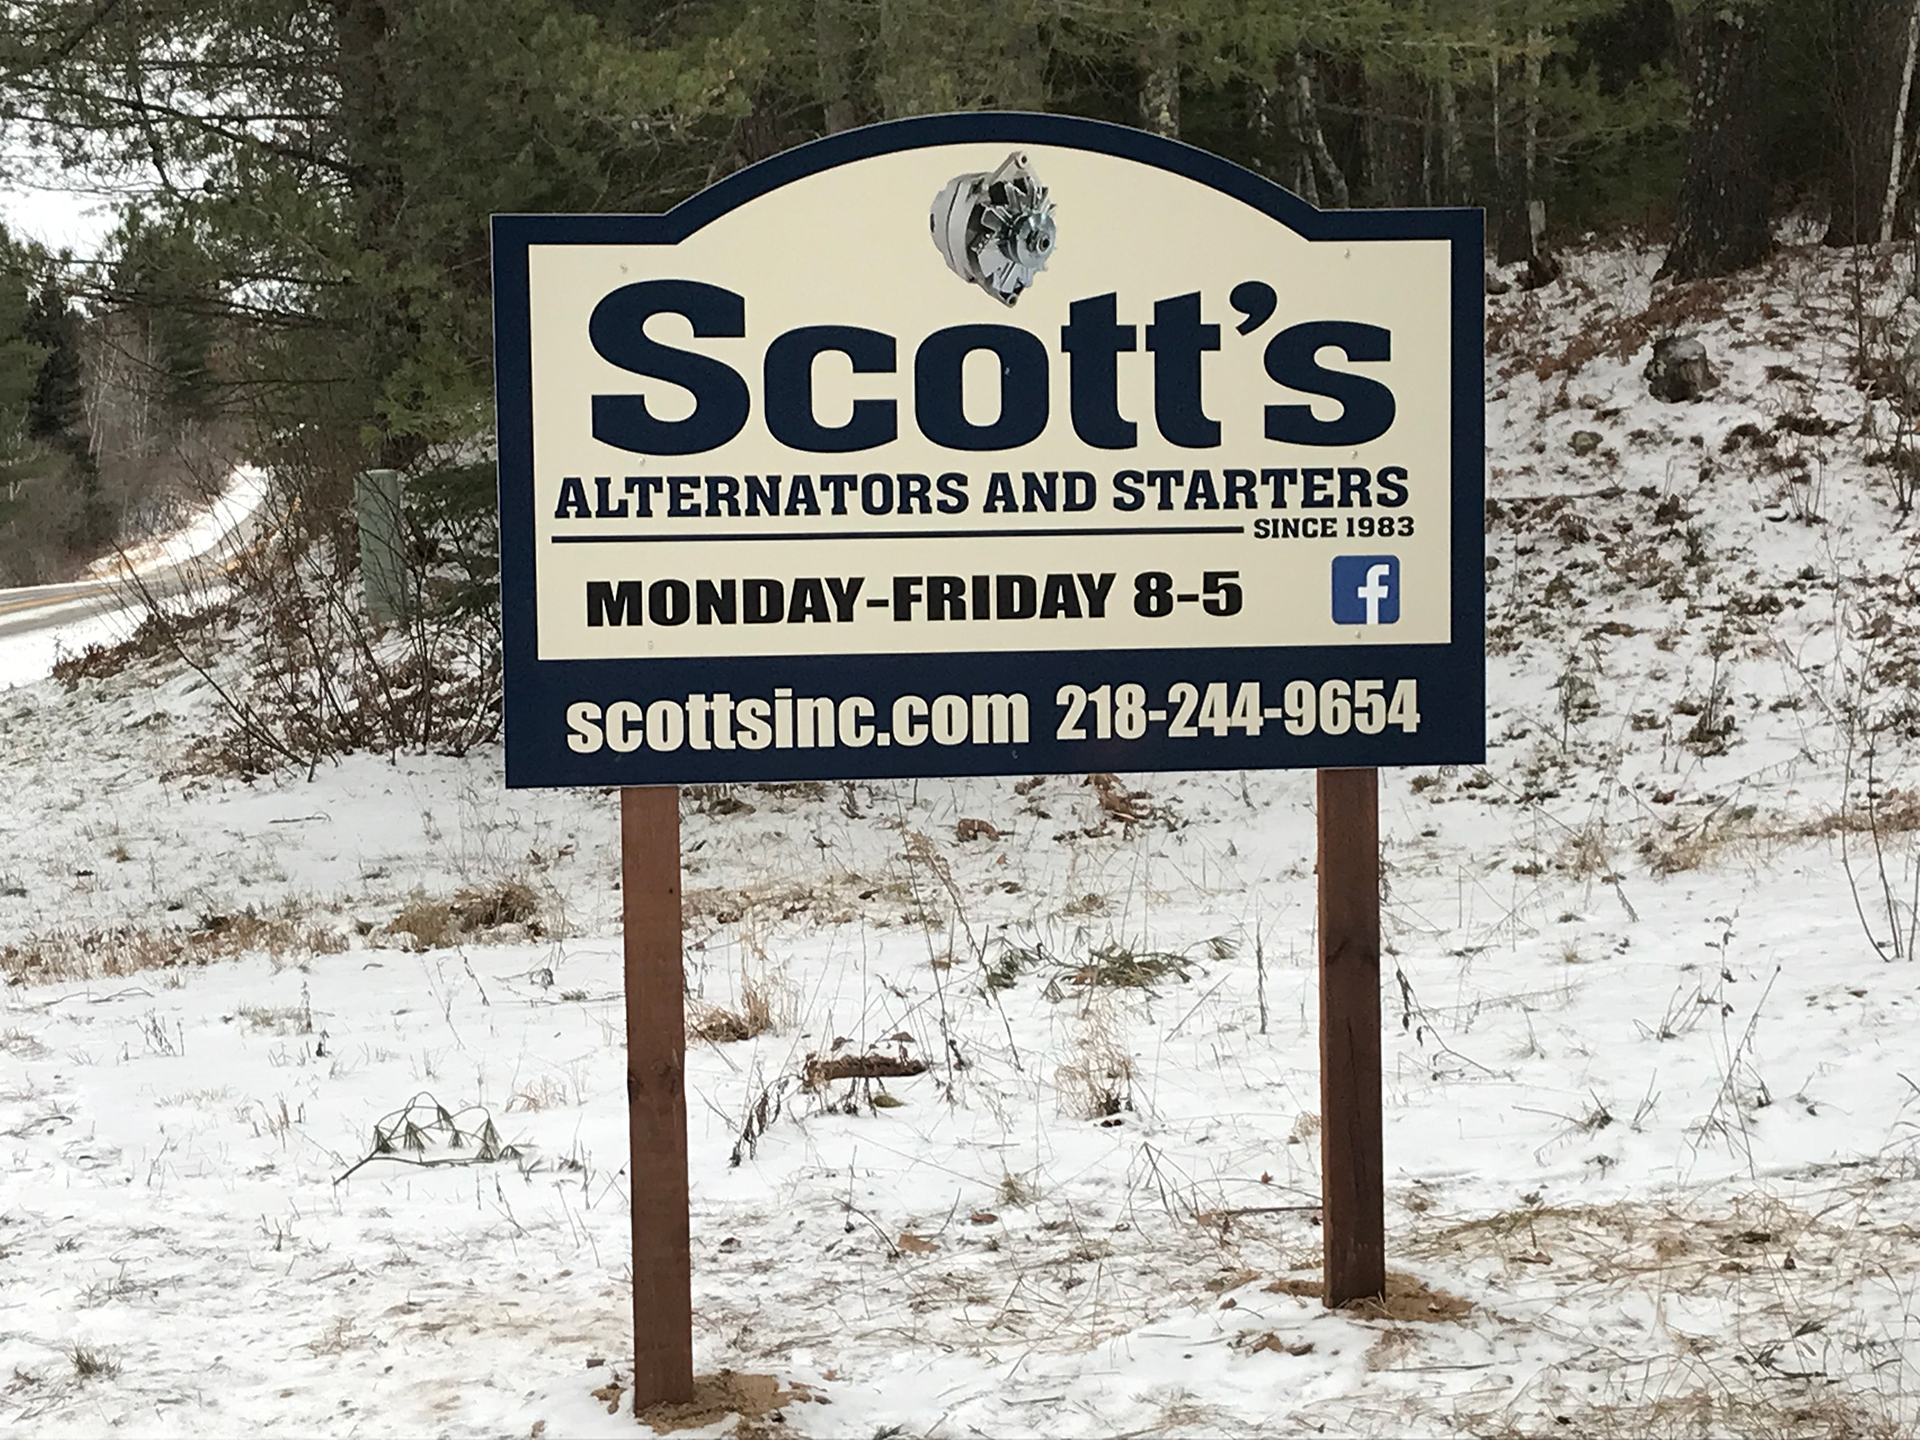 Scott's
ALTERNATORS AND STARTERS
SINCE 1983
MONDAY-FRIDAY 8-5
f
scottsinc.com 218-244-9654